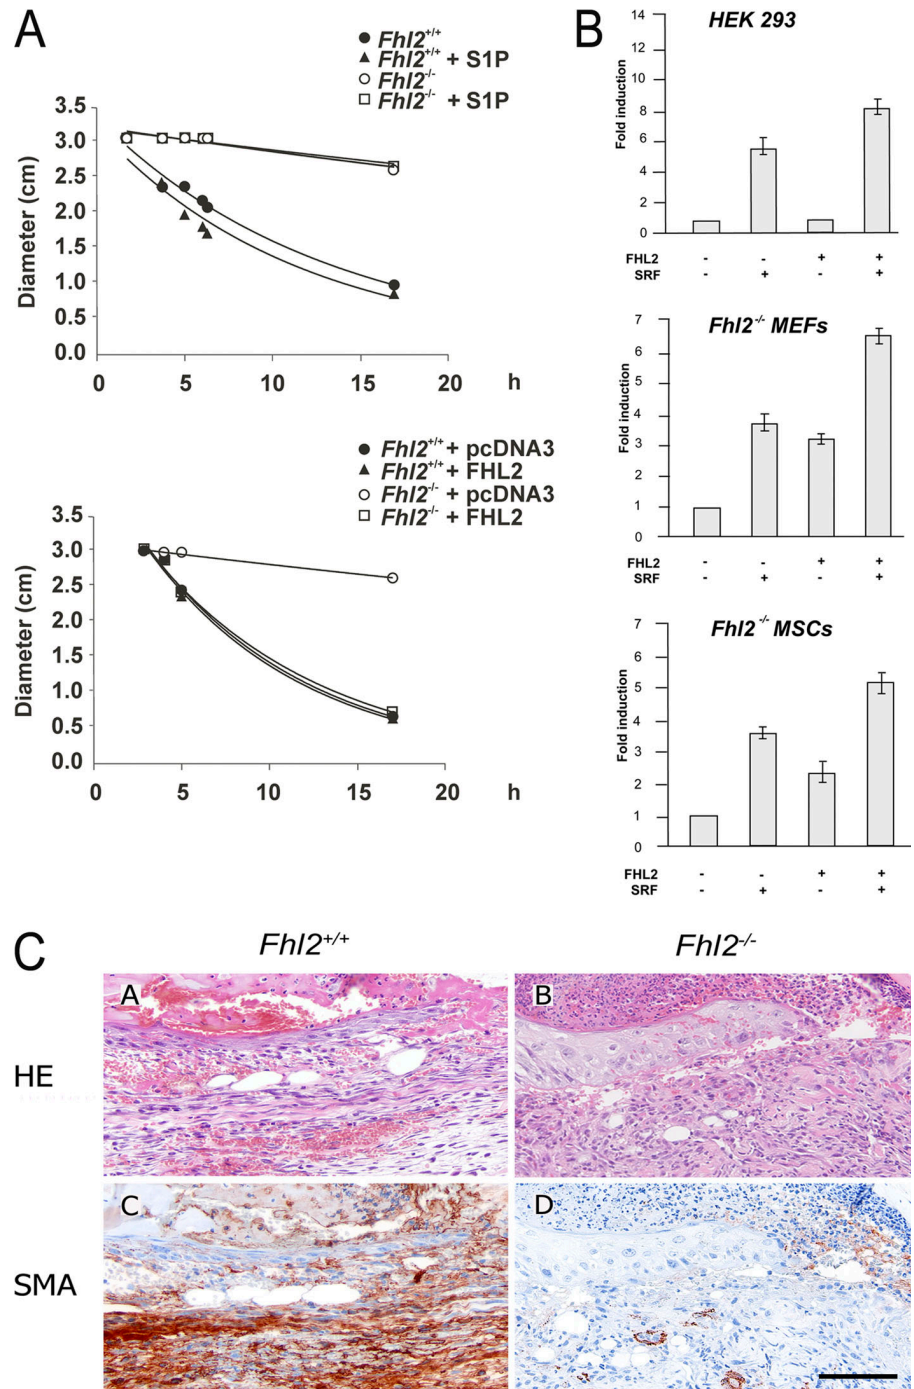 A
Fhl2+/+
Fhl2+/+ + S1P
Fhl2-/-
Fhl2-/- + S1P
3.5
3.0
2.5
2.0
1.5
1.0
0.5
0.0
Diameter (cm)
0 5 10 15 20 h
Fhl2+/+ + pcDNA3
Fhl2+/+ + FHL2
Fhl2-/- + pcDNA3
Fhl2-/- + FHL2
3.5
3.0
2.5
2.0
1.5
1.0
0.5
0.0
Diameter (cm)
0 5 10 15 20 h
B
HEK 293
14
12
10
8
6
4
2
0
Fold induction
FHL2 - - + +
SRF - + - +
Fhl2-/- MEFs
7
6
5
4
3
2
1
0
Fold induction
FHL2 - - + +
SRF - + - +
Fhl2-/- MSCs
7
6
5
4
3
2
1
0
Fold induction
FHL2 - - + +
SRF - + - +
C
Fhl2+/+ Fhl2-/-
HE
A B
SMA
C D